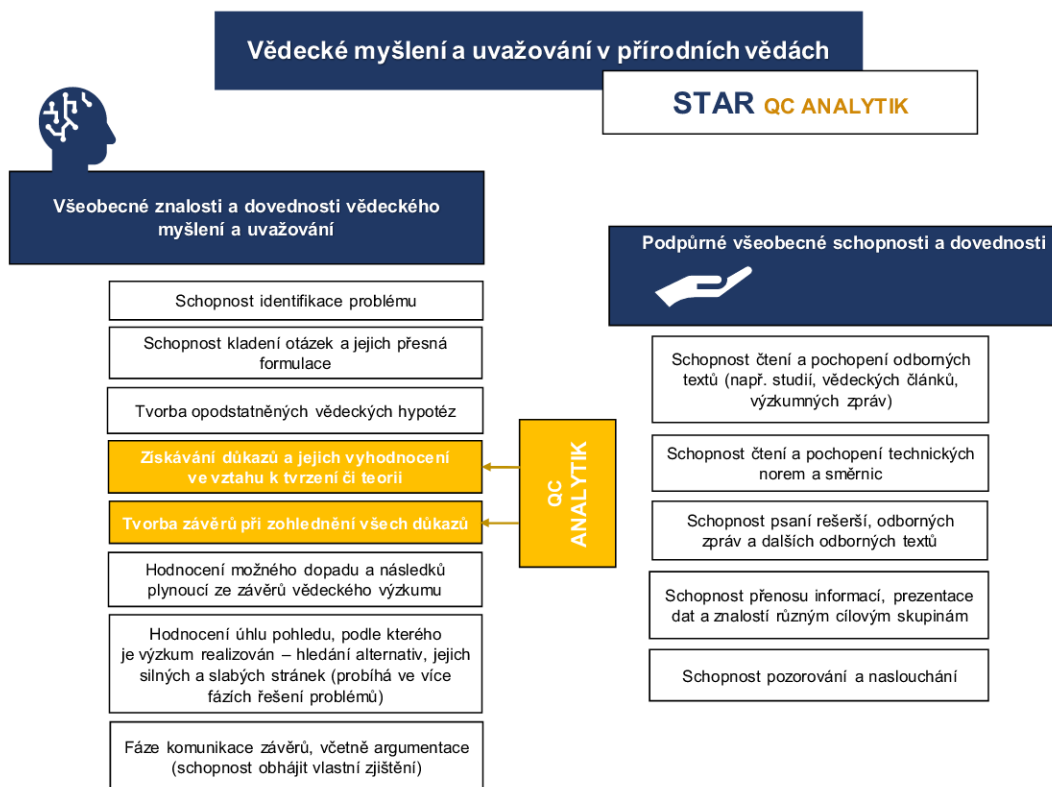 Vědecké myšlení a uvažování v přírodních vědách
STAR QC ANALYTIK
Všeobecné znalosti a dovednosti vědeckého
myšlení a uvažování
Schopnost identifikace problému
Schopnost kladení otázek a jejich přesná
formulace
Tvorba opodstatněných vědeckých hypotéz
Získávání důkazů a jejich vyhodnocení
ve vztahu k tvrzení či teorii
Tvorba závěrů při zohlednění všech důkazů
Hodnocení možného dopadu a následků
plynoucí ze závěrů vědeckého výzkumu
Hodnocení úhlu pohledu, podle kterého
je výzkum realizován – hledání alternativ, jejich
silných a slabých stránek (probíhá ve více
fázích řešení problémů)
Fáze komunikace závěrů, včetně argumentace
(schopnost obhájit vlastní zjištění)
QC
ANALYTIK
Podpůrné všeobecné schopnosti a dovednosti
Schopnost čtení a pochopení odborných
textů (např. studií, vědeckých článků,
výzkumných zpráv)
Schopnost čtení a pochopení technických
norem a směrnic
Schopnost psaní rešerší, odborných
zpráv a dalších odborných textů
Schopnost přenosu informací, prezentace
dat a znalostí různým cílovým skupinám
Schopnost pozorování a naslouchání